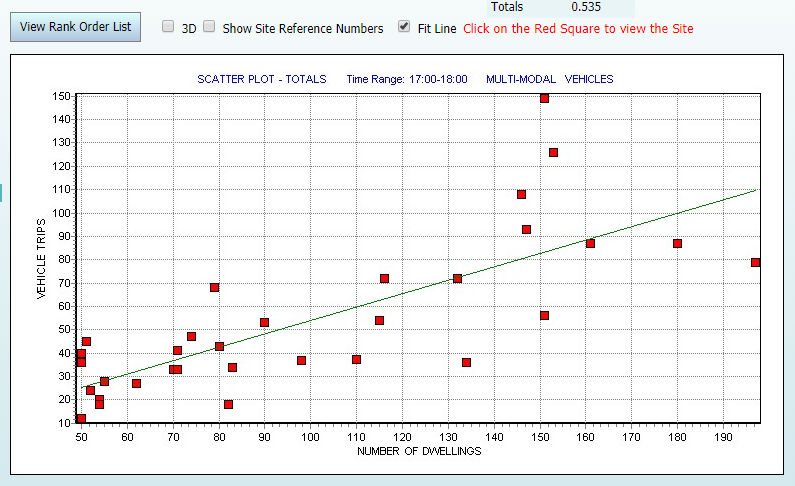 Totals 0.535
View Rank Order List 3D Show Site Reference Numbers Fit Line Click on the Red Square to view the Site
SCATTER PLOT - TOTALS Time Range: 17:00-18:00 MULTI-MODAL VEHICLES
150
140
130
120
110
100
90
80
70
60
50
40
30
20
10
VEHICLE TRIPS
50 60 70 80 90 100 110 120 130 140 150 160 170 180 190
NUMBER OF DWELLINGS